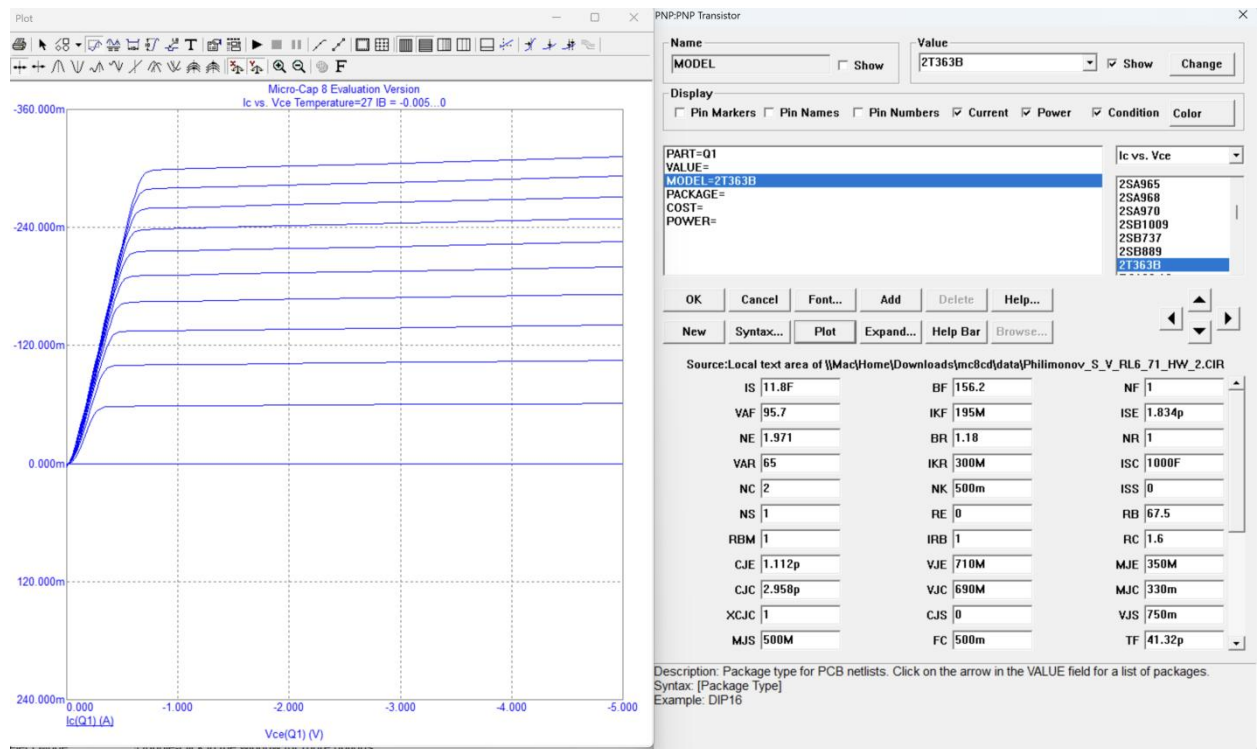 Plot
T
F
Micro-Cap 8 Evaluation Version
Ic vs. Vce Temperature=27 IB = -0.005...0
-360.000m
-240.000m
-120.000m
0.000m
120.000m
240.000m
0.000 -1.000 -2.000 -3.000 -4.000 -5.000
Ic(Q1) (A)
Vce(Q1) (V)
PNP:PNP Transistor
Name
MODEL
Show
Value
2T363B
Show
Change
Display
Pin Markers Pin Names Pin Numbers Current Power Condition Color
PART=Q1
VALUE=
MODEL=2T363B
PACKAGE=
COST=
POWER=
Ic vs. Vce
2SA965
2SA968
2SA970
2SB1009
2SB737
2SB889
2T363B
OK Cancel Font... Add Delete Help...
New Syntax... Plot Expand... Help Bar Browse...
Source:Local text area of \\Mac\Home\Downloads\mc8cd\data\Philimonov_S_V_RL6_71_HW_2.CIR
IS 11.8F BF 156.2 NF 1
VAF 95.7 IKF 195M ISE 1.834p
NE 1.971 BR 1.18 NR 1
VAR 65 IKR 300M ISC 1000F
NC 2 NK 500m ISS 0
NS 1 RE 0 RB 67.5
RBM 1 IRB 1 RC 1.6
CJE 1.112p VJE 710M MJE 350M
CJC 2.958p VJC 690M MJC 330m
XCJC 1 CJS 0 VJS 750m
MJS 500M FC 500m TF 41.32p
Description: Package type for PCB netlists. Click on the arrow in the VALUE field for a list of packages.
Syntax: [Package Type]
Example: DIP16